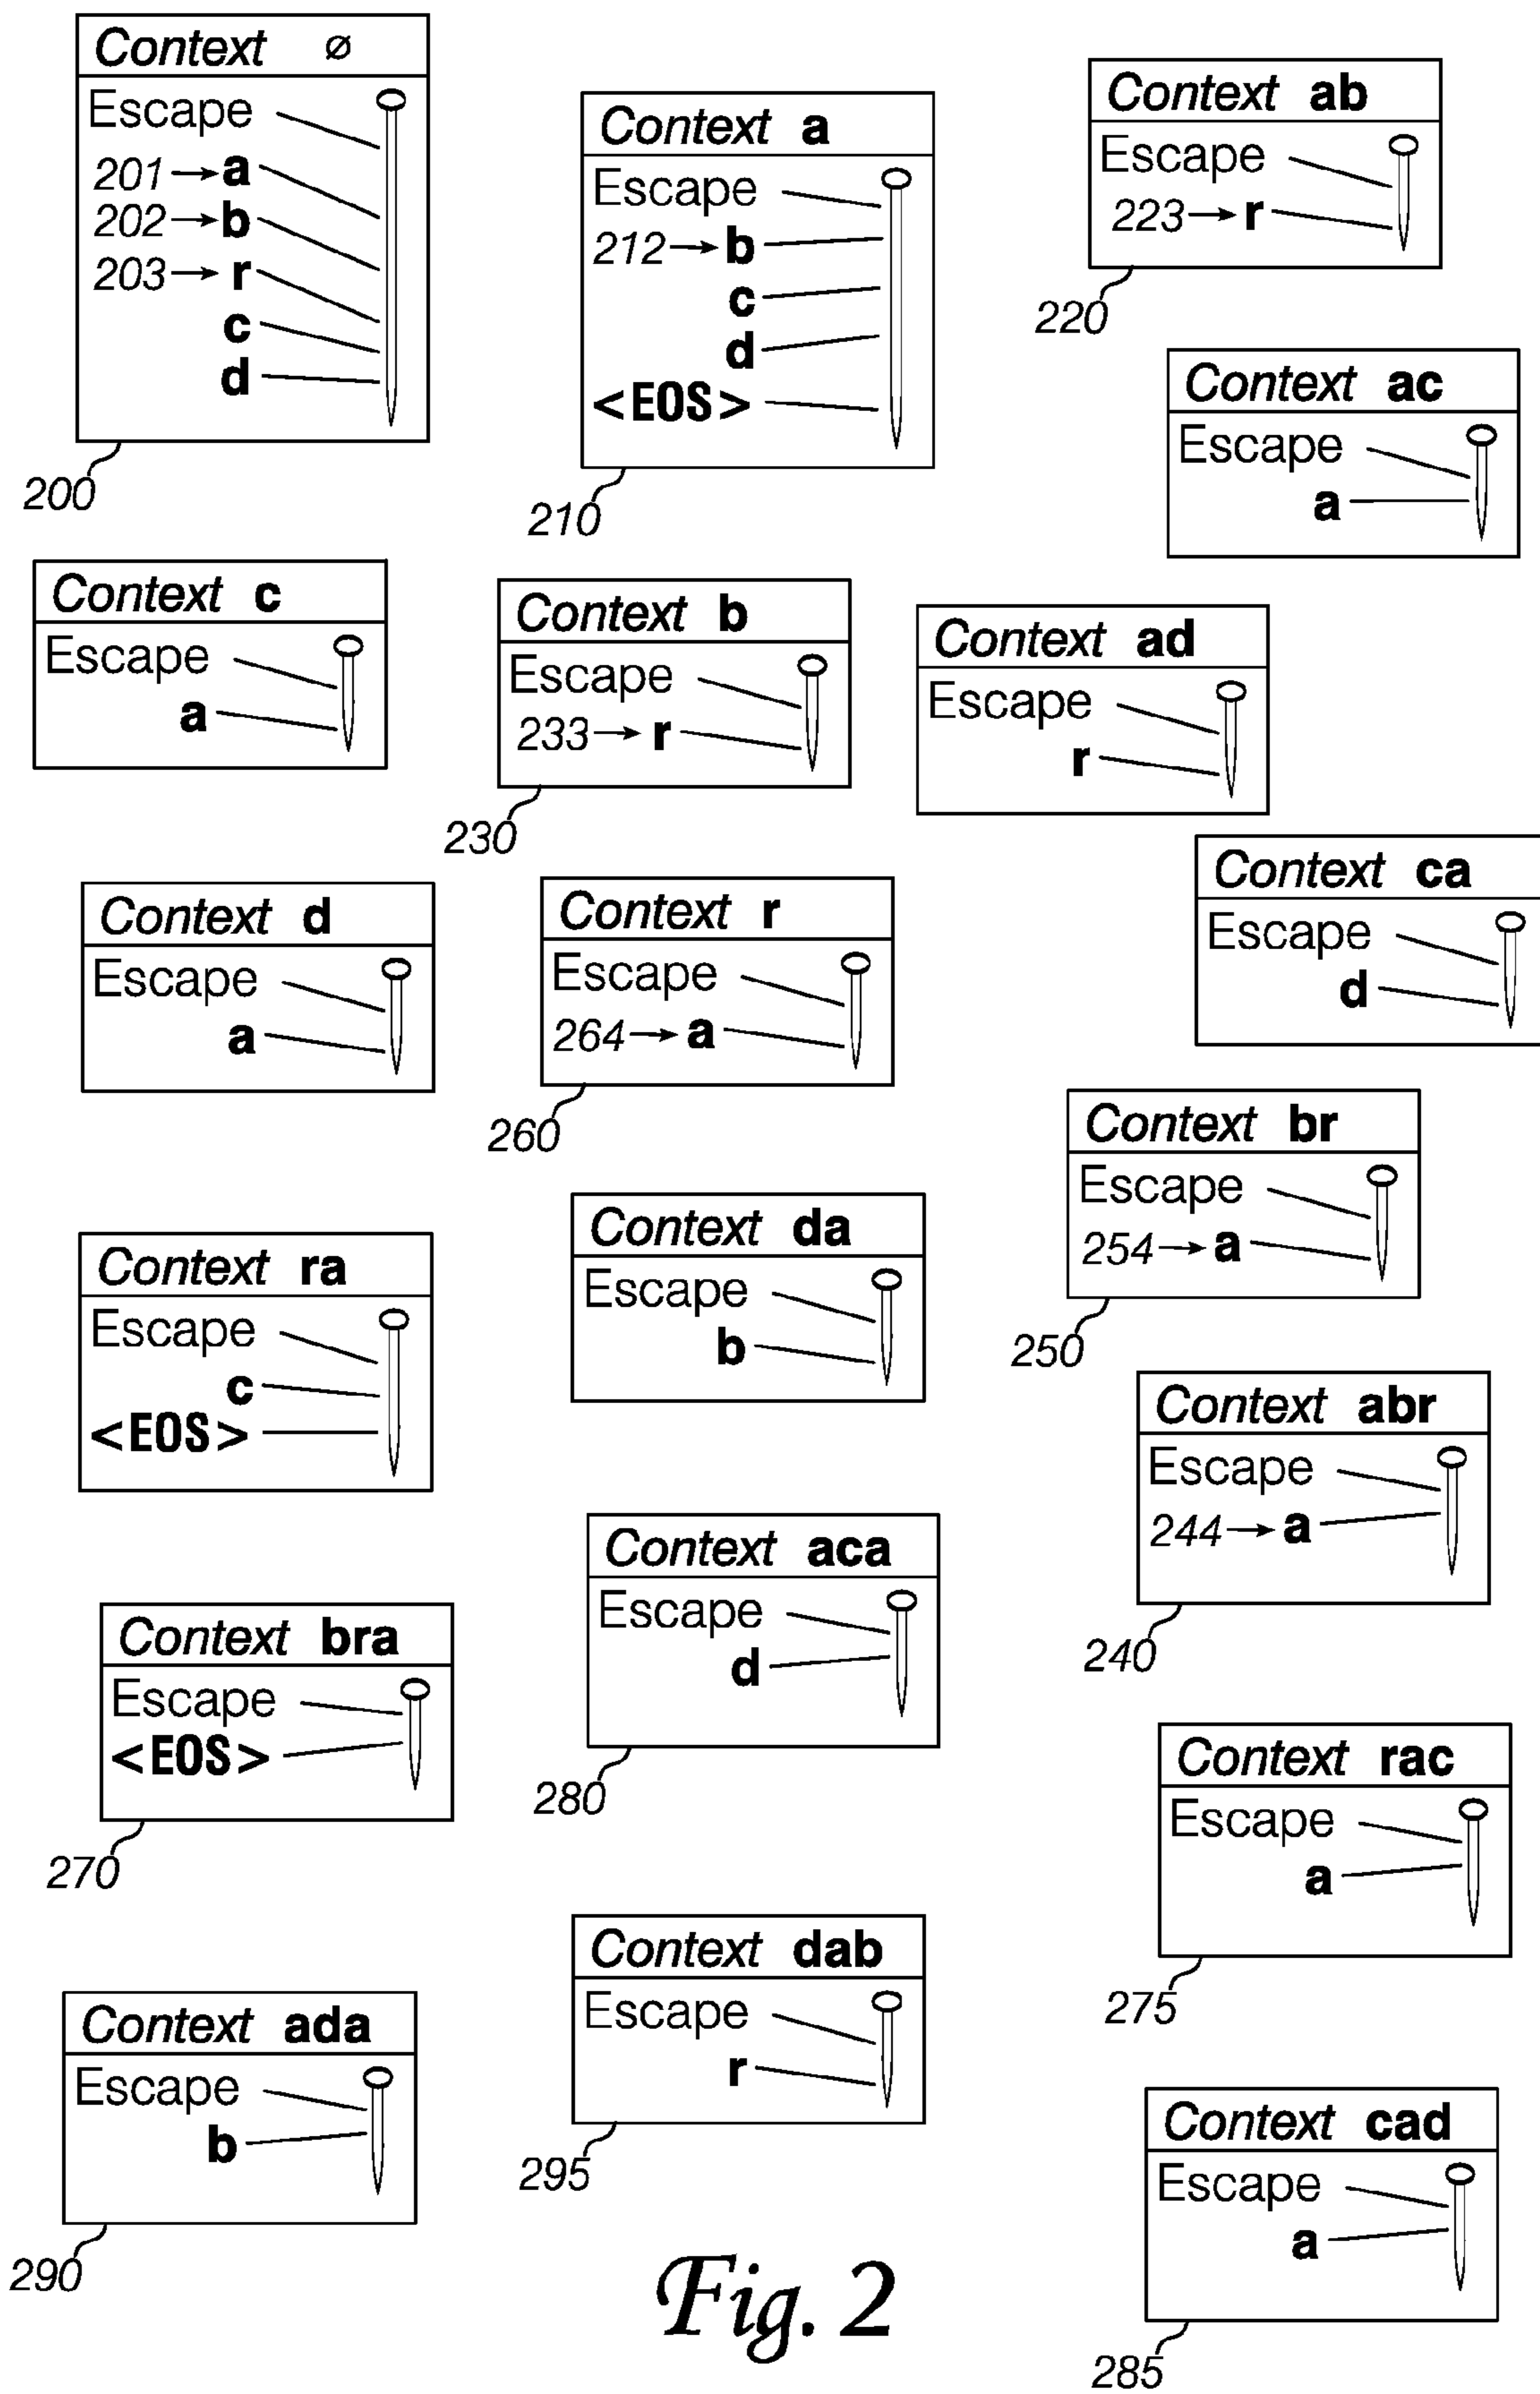 Context ø
Escape
201→a
202→b
203→r
c
d
200
Context a
Escape
212→b
c
d
<EOS>
210
Context ab
Escape
223→r
220
Context ac
Escape
a
Context c
Escape
a
Context b
Escape
233→r
230
Context ad
Escape
r
Context ca
Escape
d
Context d
Escape
a
Context r
Escape
264→a
260
Context br
Escape
254→a
250
Context ra
Escape
c
<EOS>
Context da
Escape
b
Context abr
Escape
244→a
240
Context bra
Escape
<EOS>
270
Context aca
Escape
d
280
Context rac
Escape
a
275
Context ada
Escape
b
290
Context dab
Escape
r
295
Context cad
Escape
a
285
Fig. 2